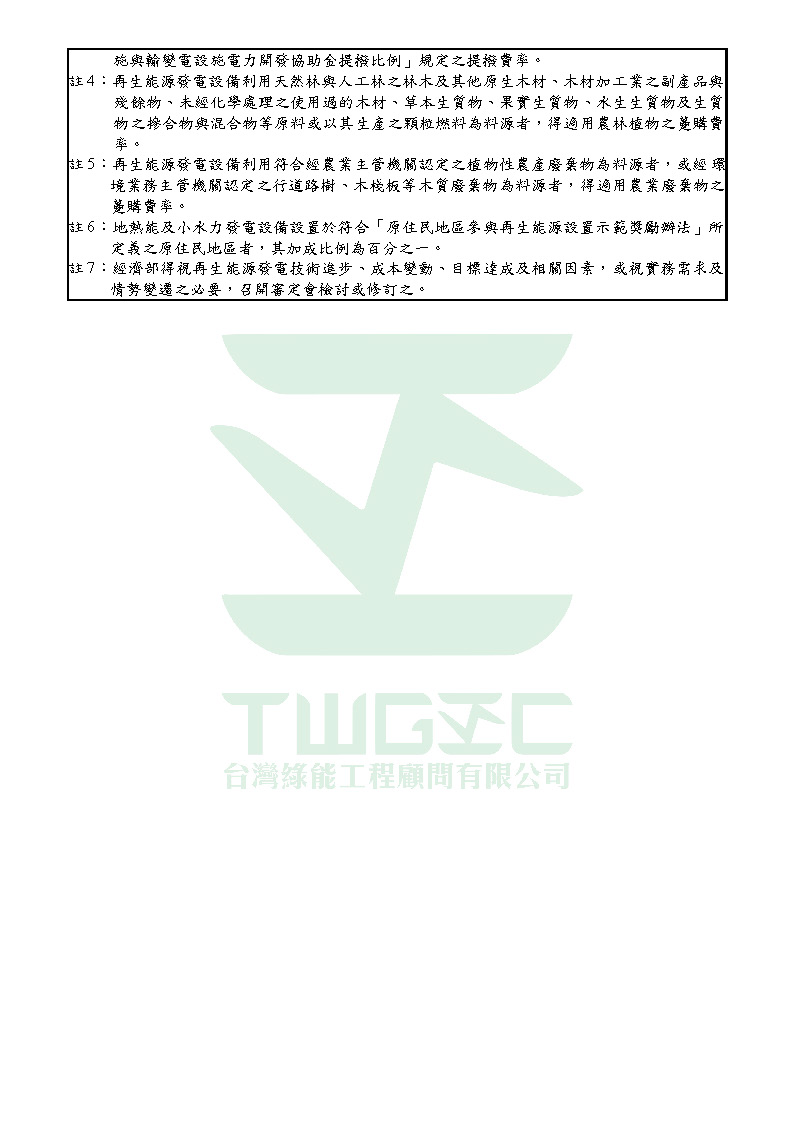 施與輸變電設施電力開發協助金提撥比例」規定之提撥費率。
註4：再生能源發電設備利用天然林與人工林之林木及其他原生木材、木材加工業之副產品與
殘餘物、未經化學處理之使用過的木材、草本生質物、果實生質物、水生生質物及生質
物之摻合物與混合物等原料或以其生產之顆粒燃料為料源者，得適用農林植物之躉購費
率。
註5：再生能源發電設備利用符合經農業主管機關認定之植物性農產廢棄物為料源者，或經環
境業務主管機關認定之行道路樹、木棧板等木質廢棄物為料源者，得適用農業廢棄物之
躉購費率。
註6：地熱能及小水力發電設備設置於符合「原住民地區參與再生能源設置示範獎勵辦法」所
定義之原住民地區者，其加成比例為百分之一。
註7：經濟部得視再生能源發電技術進步、成本變動、目標達成及相關因素，或視實務需求及
情勢變遷之必要，召開審定會檢討或修訂之。
TWGEC
台灣綠能工程顧問有限公司